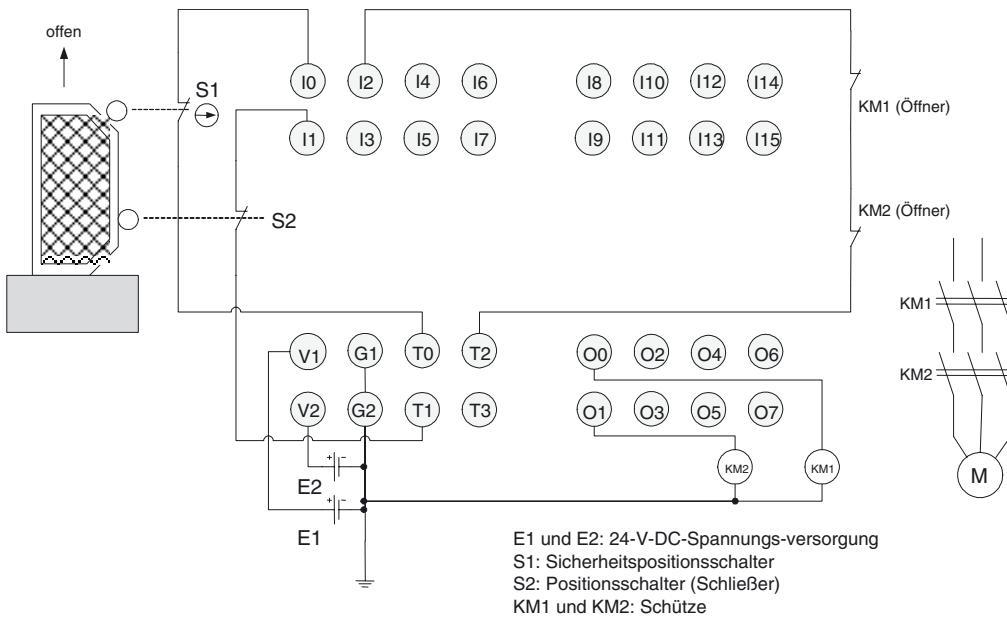 offen
S1
I0 I2 I4 I6 I8 I10 I12 I14
KM1 (Öffner)
I1 I3 I5 I7 I9 I11 I13 I15
S2
KM2 (Öffner)
KM1
V1 G1 T0 T2 O0 O2 O4 O6
KM2
V2 G2 T1 T3 O1 O3 O5 O7
+ -
E2
KM2 KM1
M
+ -
E1
E1 und E2: 24-V-DC-Spannungs-versorgung
S1: Sicherheitspositionsschalter
S2: Positionsschalter (Schließer)
KM1 und KM2: Schütze